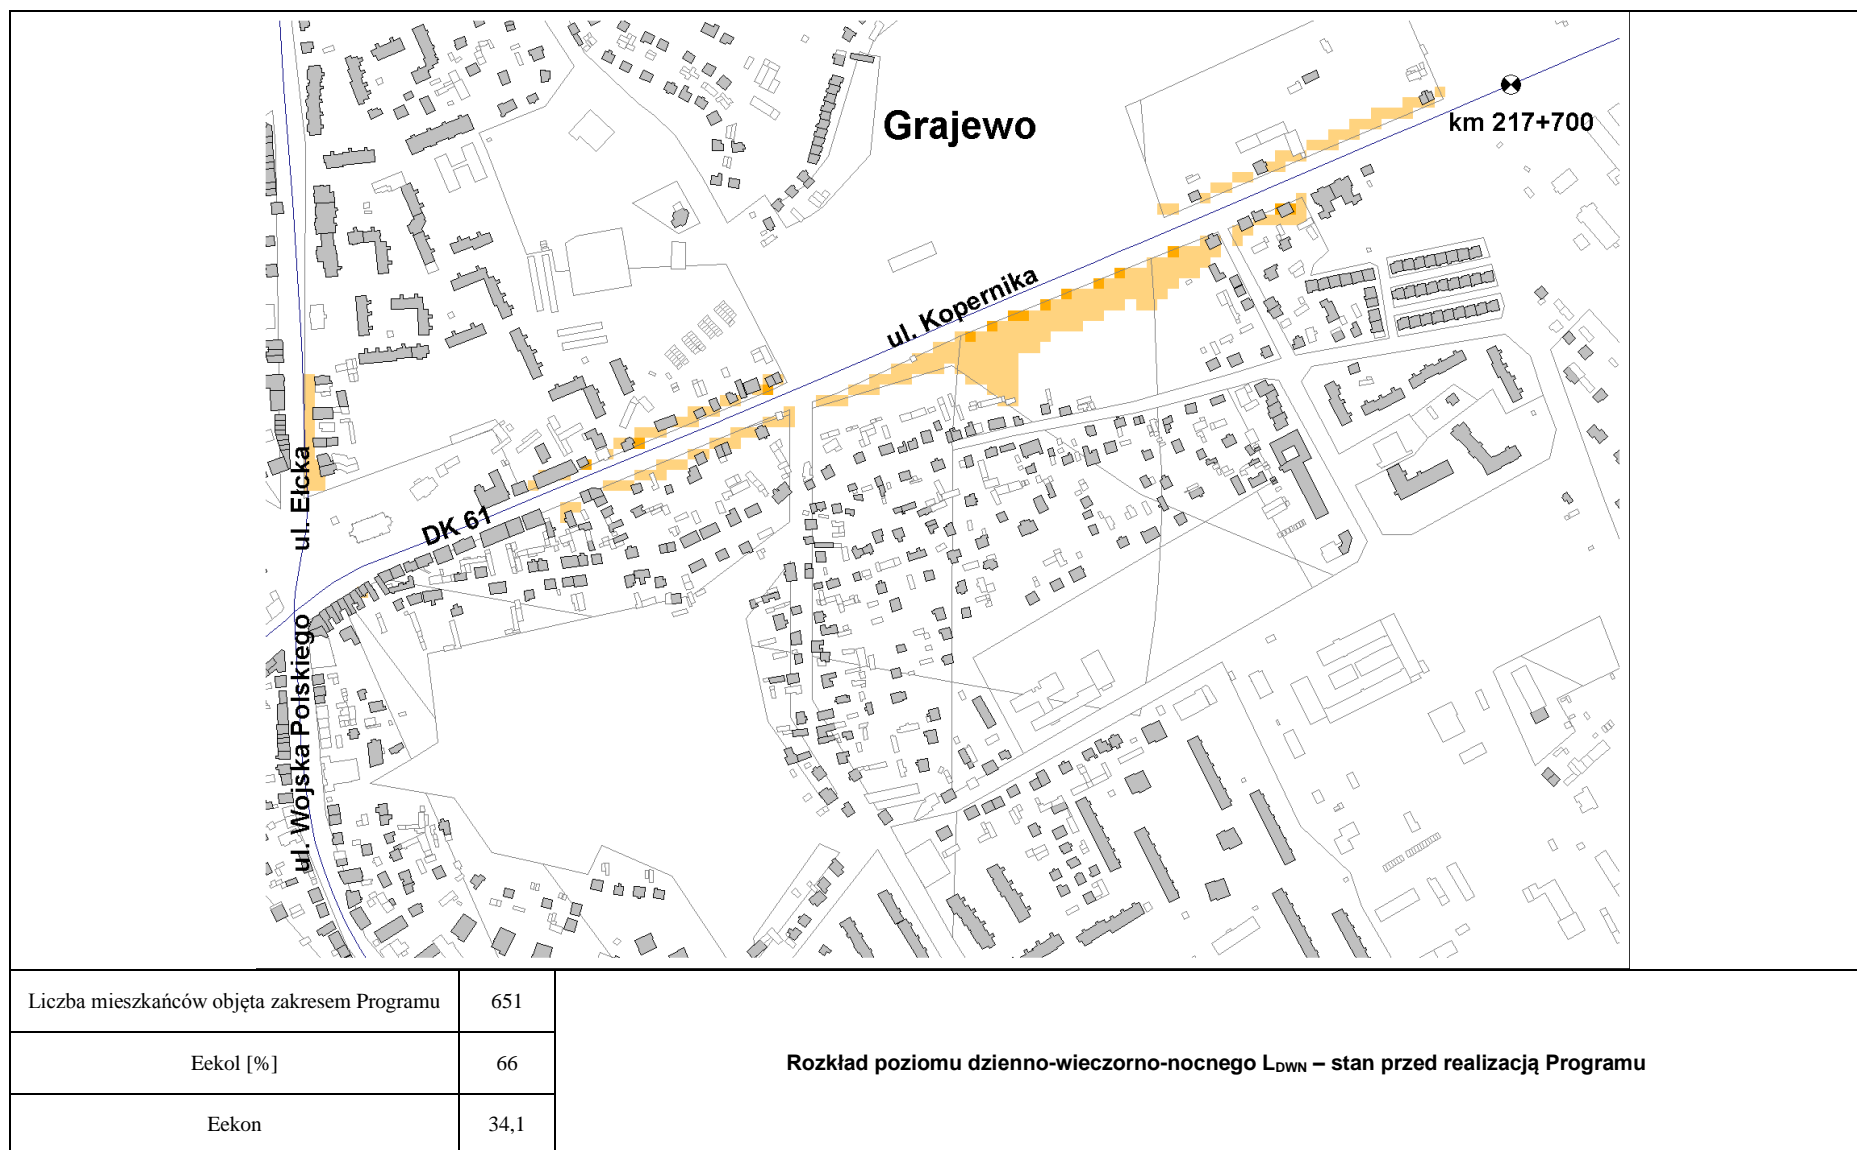 Grajewo
km 217+700
ul. Kopernika
ul. Ełcka
DK 61
ul. Wojska Polskiego
Liczba mieszkańców objęta zakresem Programu 651
Eekol [%] 66
Eekon 34,1
Rozkład poziomu dzienno-wieczorno-nocnego LDWN – stan przed realizacją Programu